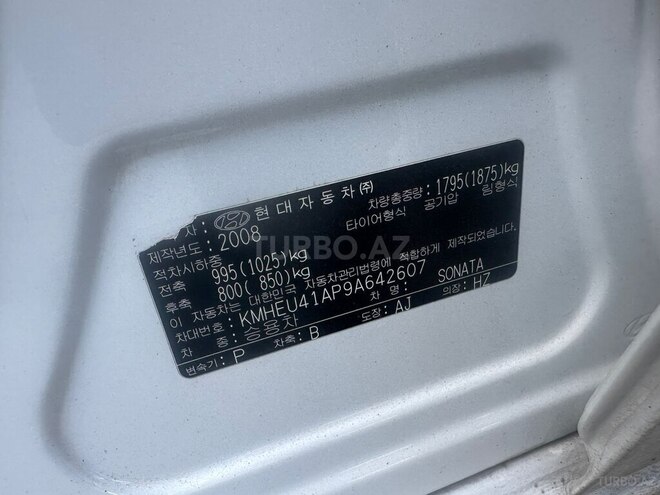 차: 현대자동차(주) 차량총중량: 1795(1875)kg
제작년도: 2008 타이어형식 공기압 림형식
적차시하중
전축 995(1025)kg
후축 800( 850)kg
이 자동차는 대한민국 자동차관리법령에 적합하게 제작되었습니다.
차대번호: KMHEU41AP9A642607 차 명: SONATA
차 종: 승용차
변속기: P 차축: B 도장: AJ 의장: HZ
TURBO.AZ
TURBO.AZ